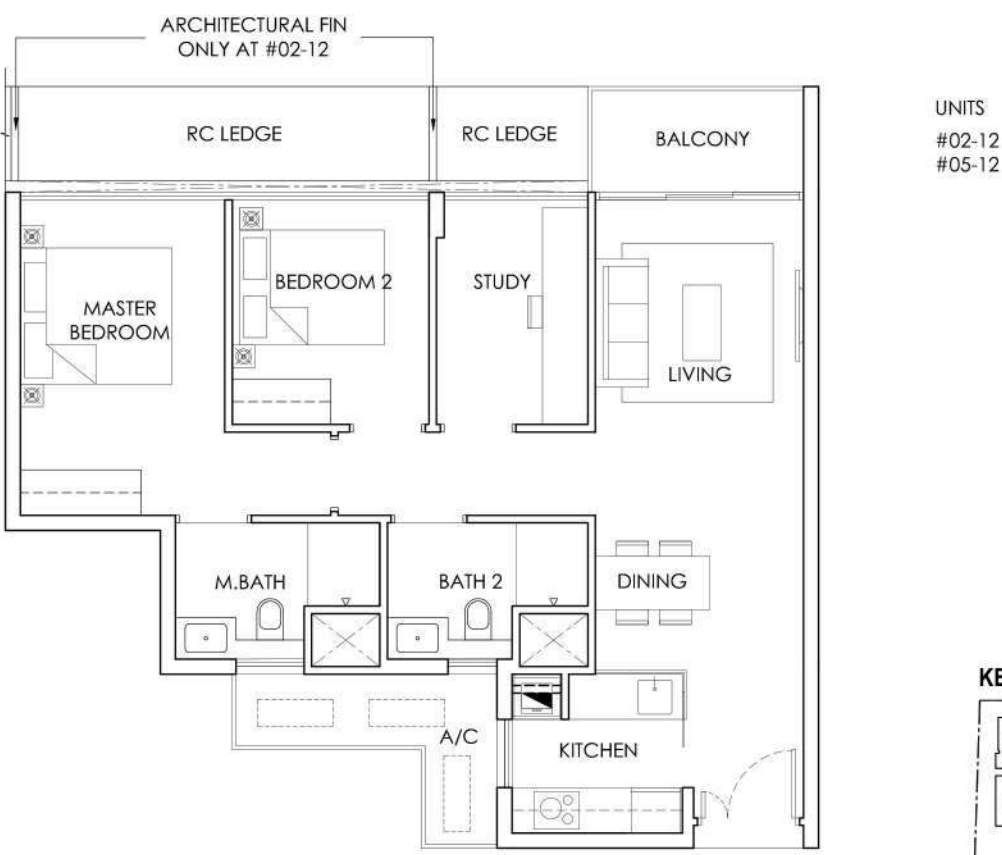 ARCHITECTURAL FIN
ONLY AT #02-12
RC LEDGE
RC LEDGE
BALCONY
UNITS
#02-12
#05-12
MASTER
BEDROOM
BEDROOM 2
STUDY
LIVING
M.BATH
BATH 2
DINING
A/C
KITCHEN